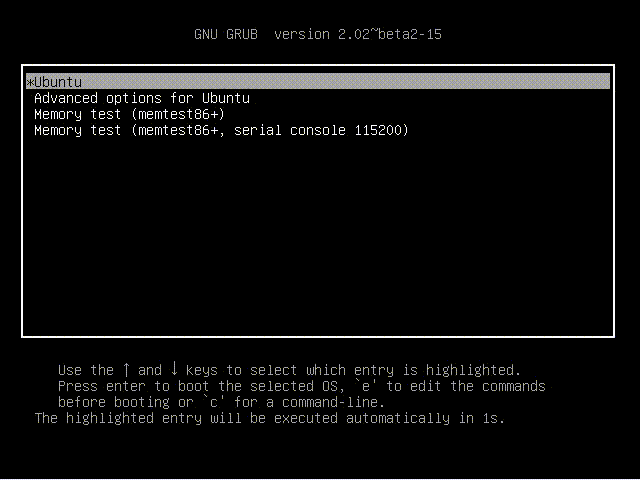 GNU GRUB  version 2.02~beta2-15
*Ubuntu
Advanced options for Ubuntu
Memory test (memtest86+)
Memory test (memtest86+, serial console 115200)
Use the ↑ and ↓ keys to select which entry is highlighted.
Press enter to boot the selected OS, `e' to edit the commands
before booting or `c' for a command-line.
The highlighted entry will be executed automatically in 1s.